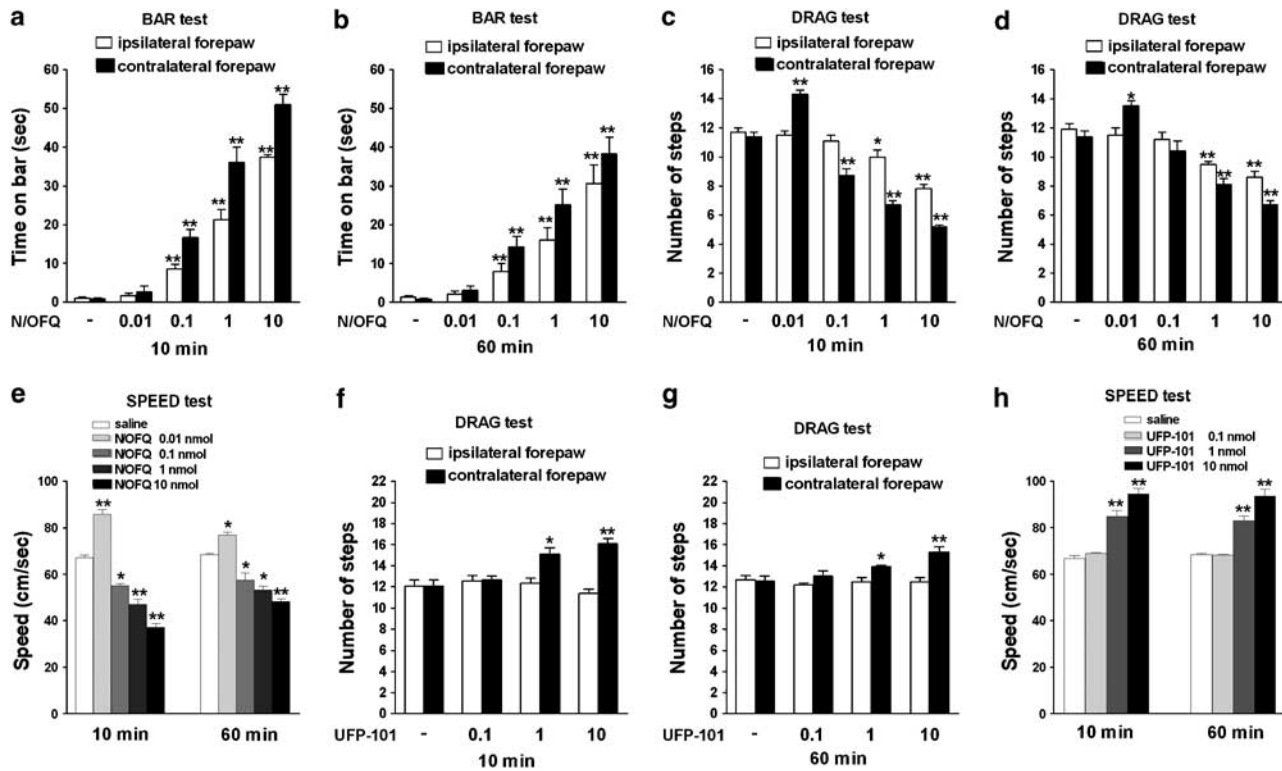 a
BAR test
ipsilateral forepaw
contralateral forepaw
Time on bar (sec)
60
50
40
30
20
10
0
** ** ** ** ** **
N/OFQ - 0.01 0.1 1 10
10 min
b
BAR test
ipsilateral forepaw
contralateral forepaw
Time on bar (sec)
60
50
40
30
20
10
0
** ** ** ** ** **
N/OFQ - 0.01 0.1 1 10
60 min
c
DRAG test
ipsilateral forepaw
contralateral forepaw
Number of steps
16
14
12
10
8
6
4
2
0
** ** * ** ** **
N/OFQ - 0.01 0.1 1 10
10 min
d
DRAG test
ipsilateral forepaw
contralateral forepaw
Number of steps
16
14
12
10
8
6
4
2
0
* ** ** ** **
N/OFQ - 0.01 0.1 1 10
60 min
e
SPEED test
saline
N/OFQ 0.01 nmol
N/OFQ 0.1 nmol
N/OFQ 1 nmol
N/OFQ 10 nmol
Speed (cm/sec)
100
80
60
40
20
0
** * ** ** * * * **
10 min 60 min
f
DRAG test
ipsilateral forepaw
contralateral forepaw
Number of steps
22
20
18
16
14
12
10
8
6
4
2
0
* **
UFP-101 - 0.1 1 10
10 min
g
DRAG test
ipsilateral forepaw
contralateral forepaw
Number of steps
22
20
18
16
14
12
10
8
6
4
2
0
* **
UFP-101 - 0.1 1 10
60 min
h
SPEED test
saline
UFP-101 0.1 nmol
UFP-101 1 nmol
UFP-101 10 nmol
Speed (cm/sec)
100
80
60
40
20
0
** ** ** **
10 min 60 min